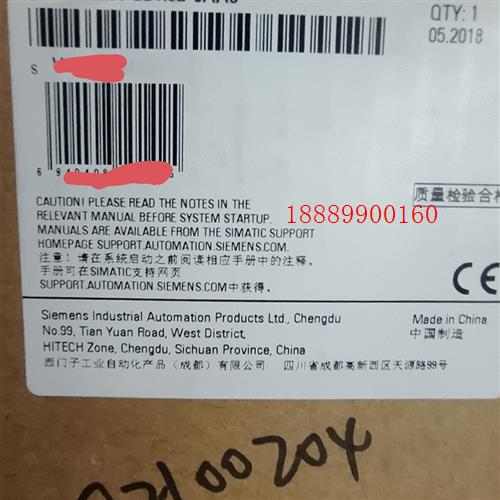 QTY: 1
05.2018
S
质量检验合格
CAUTION! PLEASE READ THE NOTES IN THE
RELEVANT MANUAL BEFORE SYSTEM STARTUP.
MANUALS ARE AVAILABLE FROM THE SIMATIC SUPPORT
HOMEPAGE SUPPORT.AUTOMATION.SIEMENS.COM.
注意!请在系统启动之前阅读相应手册中的注释。
手册可在SIMATIC支持网页
SUPPORT.AUTOMATION.SIEMENS.COM中获得。
18889900160
CE
Siemens Industrial Automation Products Ltd., Chengdu
No.99, Tian Yuan Road, West District,
HITECH Zone, Chengdu, Sichuan Province, China
西门子工业自动化产品(成都)有限公司 四川省成都高新西区天源路99号
Made in China
中国制造